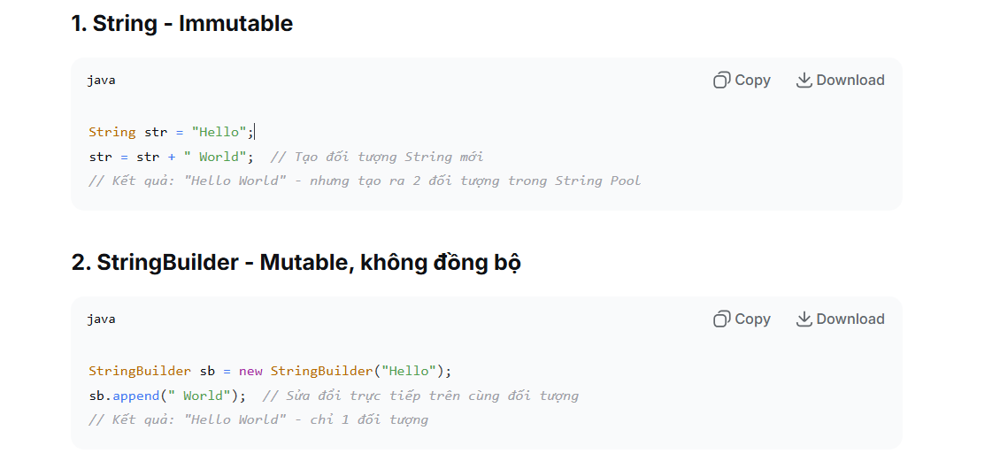 1. String - Immutable
java
Copy
Download
String str = "Hello";
str = str + " World";  // Tạo đối tượng String mới
// Kết quả: "Hello World" - nhưng tạo ra 2 đối tượng trong String Pool
2. StringBuilder - Mutable, không đồng bộ
java
Copy
Download
StringBuilder sb = new StringBuilder("Hello");
sb.append(" World");  // Sửa đổi trực tiếp trên cùng đối tượng
// Kết quả: "Hello World" - chỉ 1 đối tượng